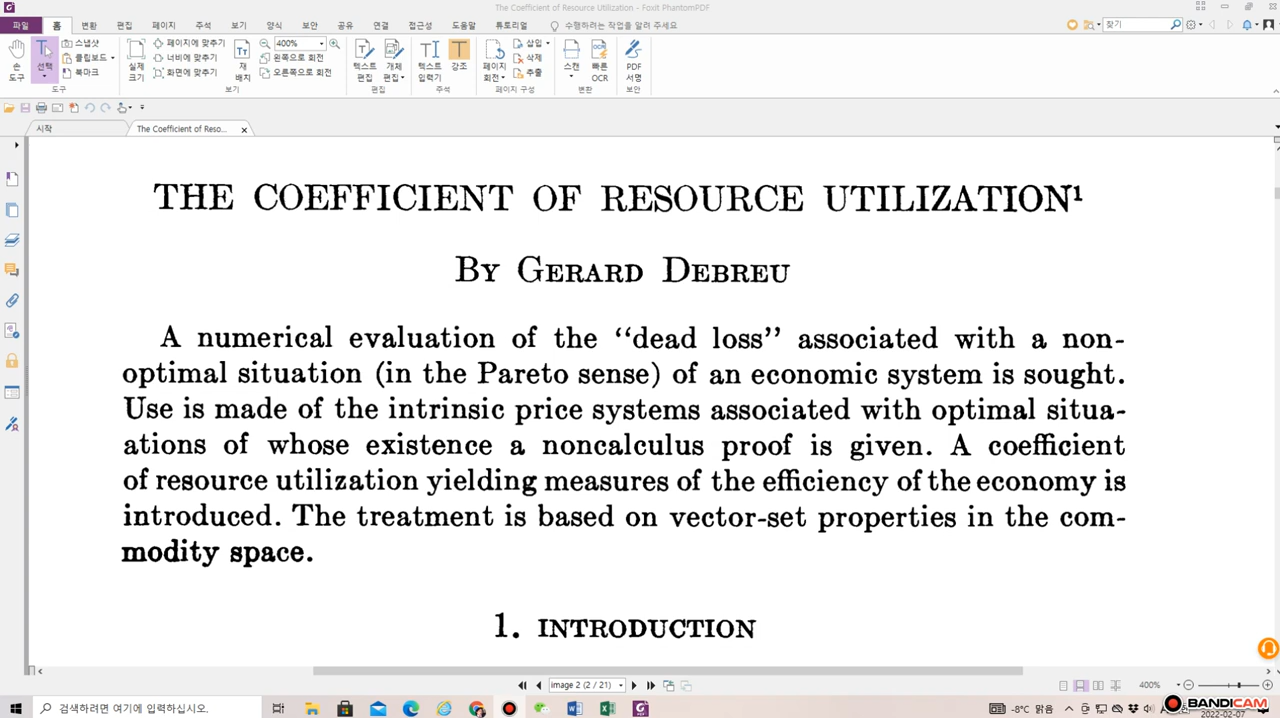 The Coefficient of Resource Utilization - Foxit PhantomPDF
파일 홈 변환 편집 페이지 주석 보기 양식 보안 공유 연결 접근성 도움말 튜토리얼 수행하려는 작업을 알려 주세요 찾기
손 도구
선택
스냅샷
클립보드
북마크
도구
실제 크기
페이지에 맞추기
너비에 맞추기
화면에 맞추기
재 배치
400%
왼쪽으로 회전
오른쪽으로 회전
보기
텍스트 편집
개체 편집
편집
텍스트 입력기
강조
주석
페이지 회전
삽입
삭제
추출
페이지 구성
스캔
빠른 OCR
변환
PDF 서명
보안
시작 The Coefficient of Reso...
THE COEFFICIENT OF RESOURCE UTILIZATION¹
By Gerard Debreu
A numerical evaluation of the “dead loss” associated with a non-
optimal situation (in the Pareto sense) of an economic system is sought.
Use is made of the intrinsic price systems associated with optimal situa-
ations of whose existence a noncalculus proof is given. A coefficient
of resource utilization yielding measures of the efficiency of the economy is
introduced. The treatment is based on vector-set properties in the com-
modity space.
1. INTRODUCTION
image 2 (2 / 21) 400%
검색하려면 여기에 입력하십시오. -8°C 맑음
BANDICAM
2022-02-07